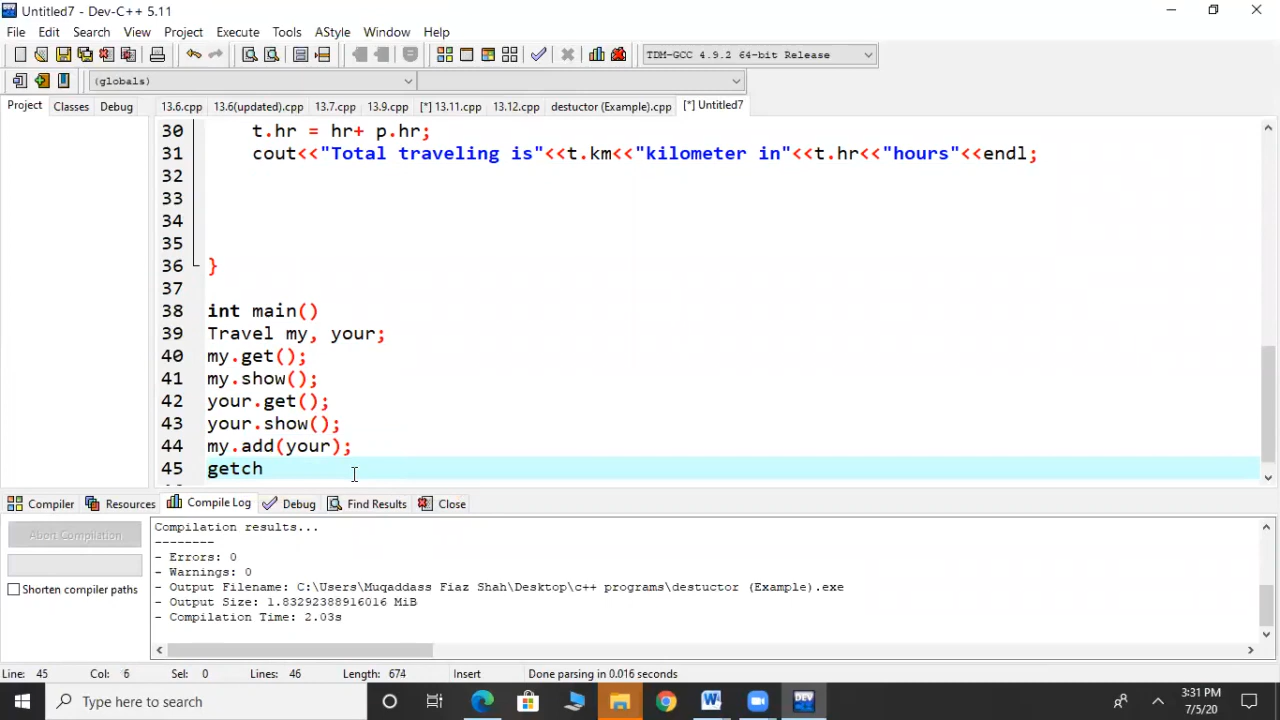 Untitled7 - Dev-C++ 5.11
File Edit Search View Project Execute Tools AStyle Window Help
TDM-GCC 4.9.2 64-bit Release
(globals)
Project Classes Debug 13.6.cpp 13.6(updated).cpp 13.7.cpp 13.9.cpp [*] 13.11.cpp 13.12.cpp destuctor (Example).cpp [*] Untitled7
30 t.hr = hr+ p.hr;
31 cout<<"Total traveling is"<<t.km<<"kilometer in"<<t.hr<<"hours"<<endl;
32
33
34
35
36 }
37
38 int main()
39 Travel my, your;
40 my.get();
41 my.show();
42 your.get();
43 your.show();
44 my.add(your);
45 getch
Compiler Resources Compile Log Debug Find Results Close
Abort Compilation
Shorten compiler paths
Compilation results...
--------
- Errors: 0
- Warnings: 0
- Output Filename: C:\Users\Muqaddass Fiaz Shah\Desktop\c++ programs\destuctor (Example).exe
- Output Size: 1.83292388916016 MiB
- Compilation Time: 2.03s
Line: 45 Col: 6 Sel: 0 Lines: 46 Length: 674 Insert Done parsing in 0.016 seconds
Type here to search
3:31 PM
7/5/20